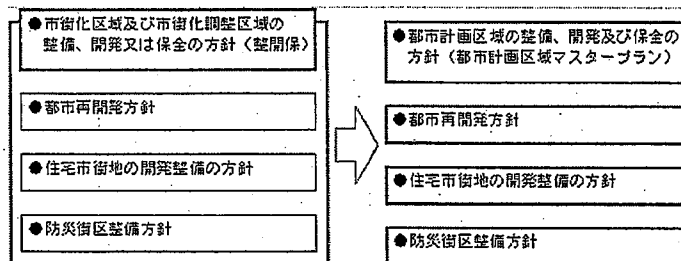 ●市街化区域及び市街化調整区域の
整備、開発又は保全の方針（整開保）
●都市再開発方針
●住宅市街地の開発整備の方針
●防災街区整備方針
●都市計画区域の整備、開発及び保全の
方針（都市計画区域マスタープラン）
●都市再開発方針
●住宅市街地の開発整備の方針
●防災街区整備方針